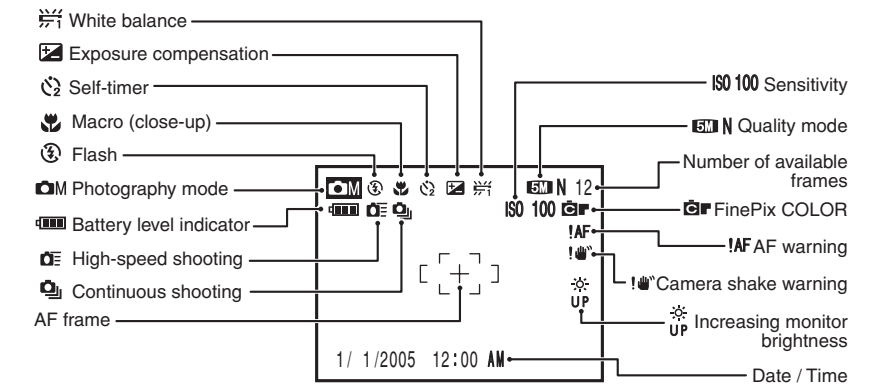 White balance
Exposure compensation
Self-timer
Macro (close-up)
Flash
M Photography mode
Battery level indicator
High-speed shooting
Continuous shooting
AF frame
M 2 5M N 12
ISO 100
!AF
!
UP
1/ 1/2005 12:00 AM
ISO 100 Sensitivity
5M N Quality mode
Number of available
frames
FinePix COLOR
!AF AF warning
! Camera shake warning
UP Increasing monitor
brightness
Date / Time